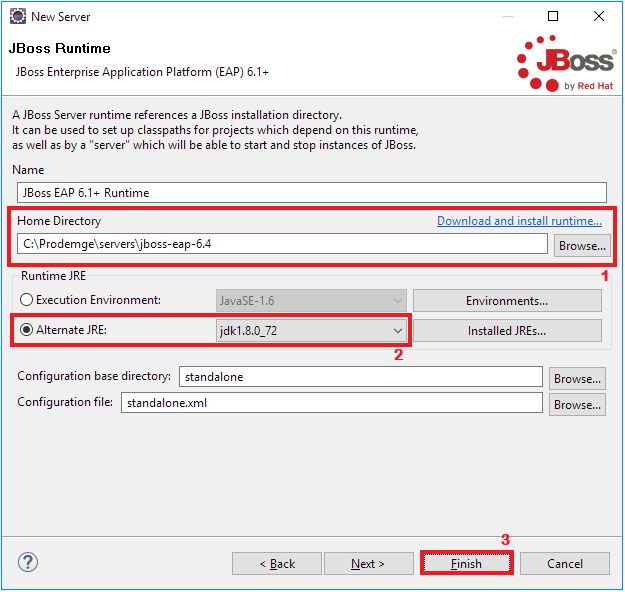 New Server
JBoss Runtime
JBoss Enterprise Application Platform (EAP) 6.1+
JBoss®
by Red Hat
A JBoss Server runtime references a JBoss installation directory.
It can be used to set up classpaths for projects which depend on this runtime,
as well as by a "server" which will be able to start and stop instances of JBoss.
Name
JBoss EAP 6.1+ Runtime
Home Directory Download and install runtime...
C:\Prodemge\servers\jboss-eap-6.4 Browse...
1
Runtime JRE
Execution Environment: JavaSE-1.6 Environments...
Alternate JRE: jdk1.8.0_72 Installed JREs...
2
Configuration base directory: standalone Browse...
Configuration file: standalone.xml Browse...
3
? < Back Next > Finish Cancel